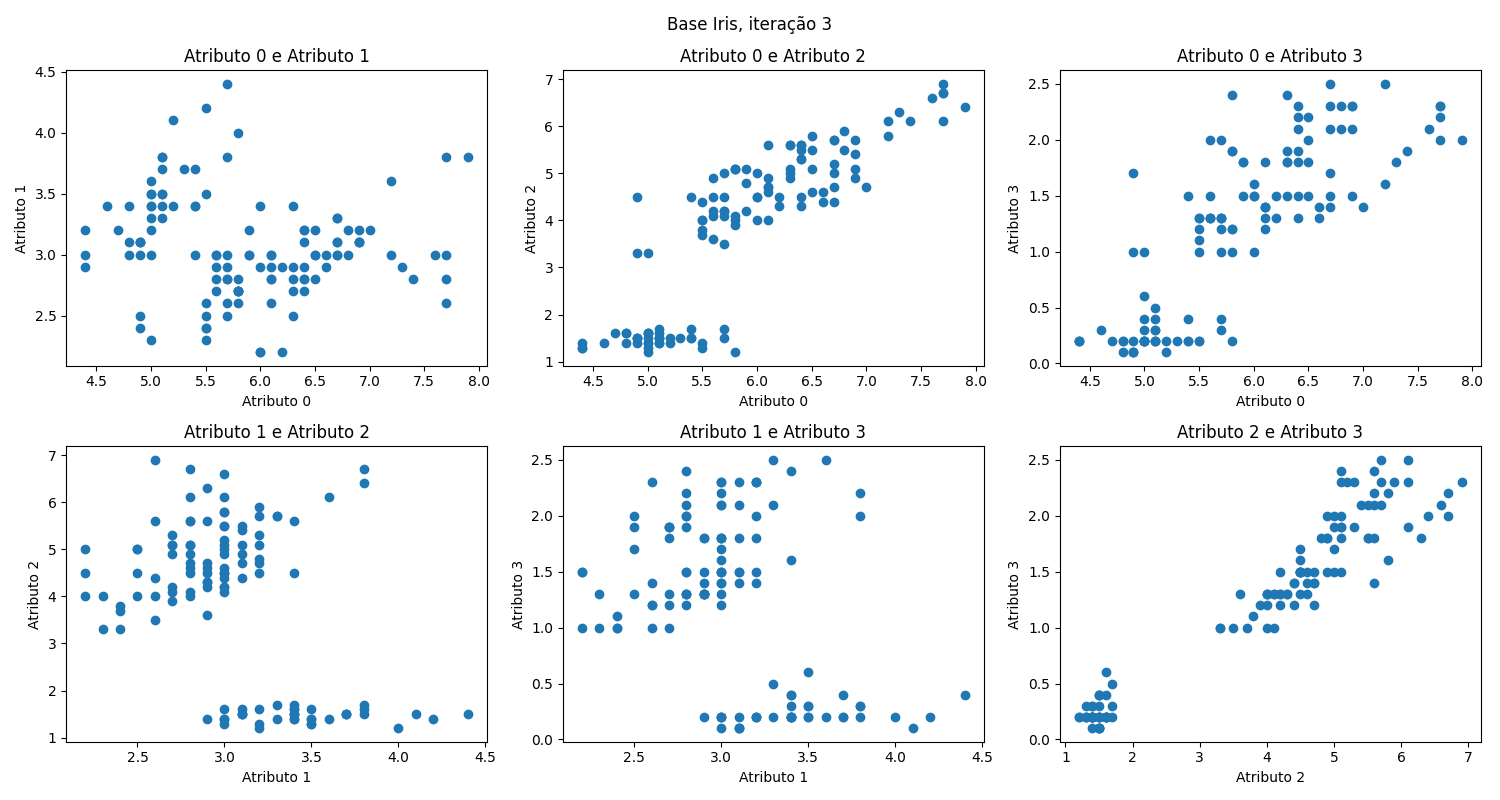 Base Iris, iteração 3
Atributo 0 e Atributo 1
4.5
4.0
3.5
3.0
2.5
Atributo 1
4.5 5.0 5.5 6.0 6.5 7.0 7.5 8.0
Atributo 0
Atributo 0 e Atributo 2
7
6
5
4
3
2
1
Atributo 2
4.5 5.0 5.5 6.0 6.5 7.0 7.5 8.0
Atributo 0
Atributo 0 e Atributo 3
2.5
2.0
1.5
1.0
0.5
0.0
Atributo 3
4.5 5.0 5.5 6.0 6.5 7.0 7.5 8.0
Atributo 0
Atributo 1 e Atributo 2
7
6
5
4
3
2
1
Atributo 2
2.5 3.0 3.5 4.0 4.5
Atributo 1
Atributo 1 e Atributo 3
2.5
2.0
1.5
1.0
0.5
0.0
Atributo 3
2.5 3.0 3.5 4.0 4.5
Atributo 1
Atributo 2 e Atributo 3
2.5
2.0
1.5
1.0
0.5
0.0
Atributo 3
1 2 3 4 5 6 7
Atributo 2